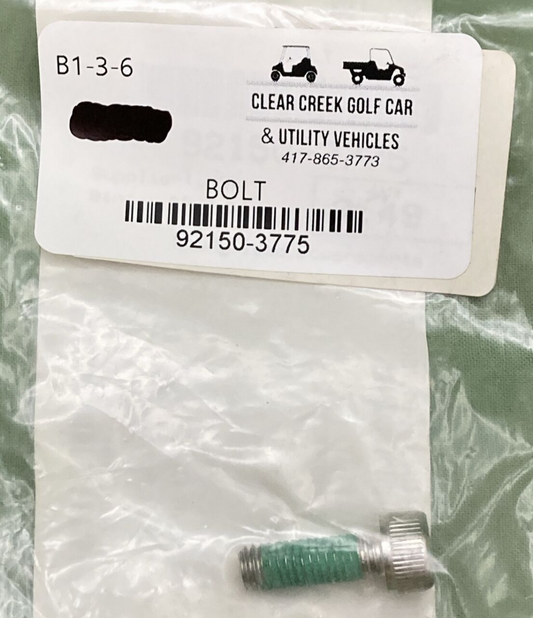 B1-3-6
CLEAR CREEK GOLF CAR
& UTILITY VEHICLES
417-865-3773
BOLT
92150-3775